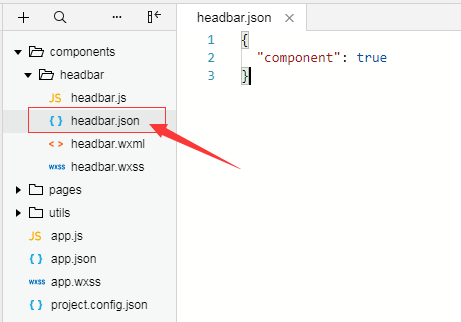 headbar.json
1 {
2 "component": true
3 }
components
headbar
JS headbar.js
{ } headbar.json
< > headbar.wxml
wxss headbar.wxss
pages
utils
JS app.js
{ } app.json
wxss app.wxss
{ } project.config.json